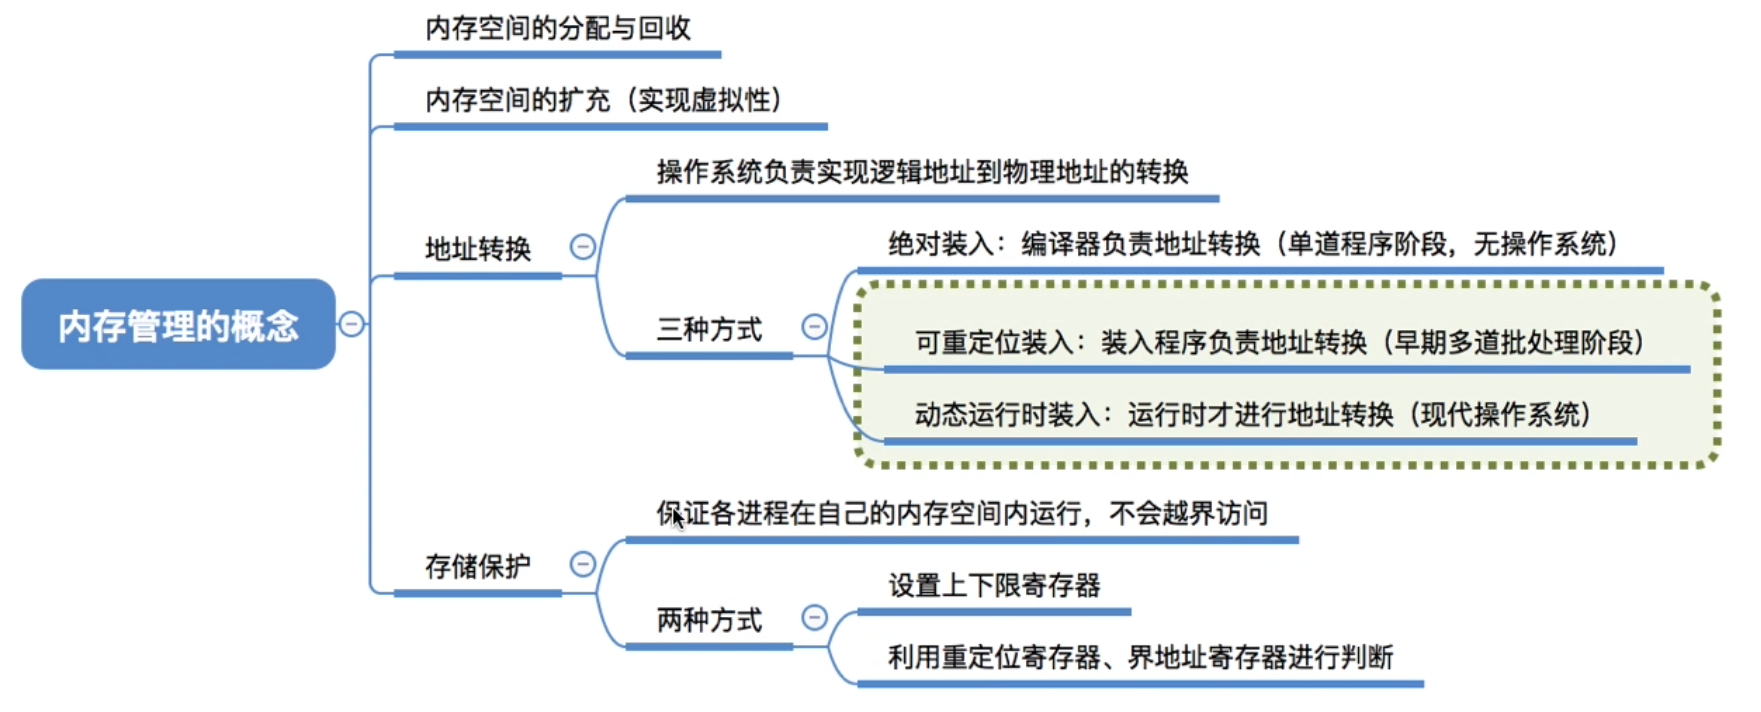 内存空间的分配与回收
内存空间的扩充（实现虚拟性）
操作系统负责实现逻辑地址到物理地址的转换
绝对装入：编译器负责地址转换（单道程序阶段，无操作系统）
地址转换
内存管理的概念
三种方式
可重定位装入：装入程序负责地址转换（早期多道批处理阶段）
动态运行时装入：运行时才进行地址转换（现代操作系统）
保证各进程在自己的内存空间内运行，不会越界访问
存储保护
设置上下限寄存器
两种方式
利用重定位寄存器、界地址寄存器进行判断